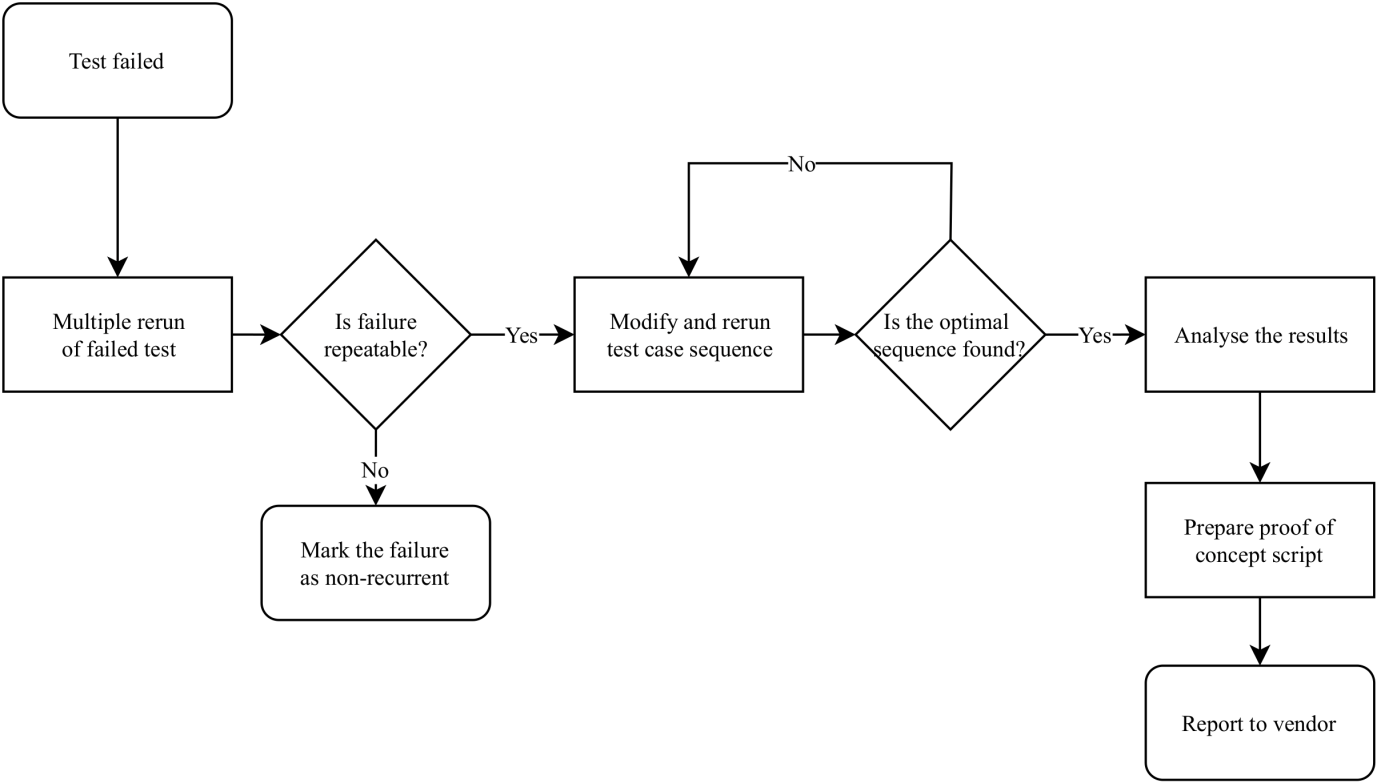 Test failed
Multiple rerun
of failed test
Is failure
repeatable?
Yes
No
Mark the failure
as non-recurrent
Modify and rerun
test case sequence
No
Is the optimal
sequence found?
Yes
Analyse the results
Prepare proof of
concept script
Report to vendor